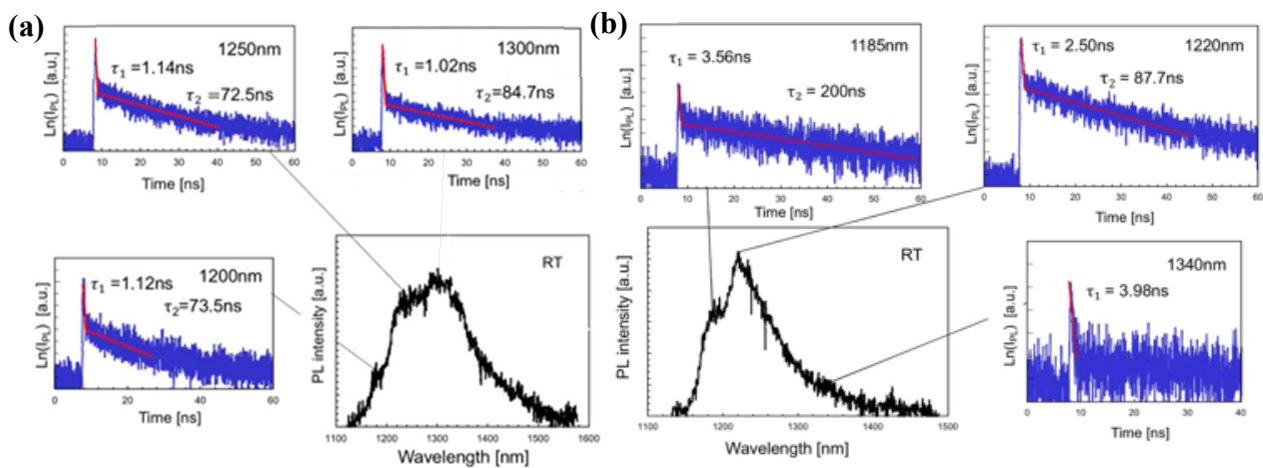 (a)
1250nm
τ1 = 1.14ns
τ2 = 72.5ns
Ln(IPL) [a.u.]
0 10 20 30 40 50 60
Time [ns]
1300nm
τ1 = 1.02ns
τ2=84.7ns
Ln(IPL) [a.u.]
0 10 20 30 40 50 60
Time [ns]
1200nm
τ1 =1.12ns
τ2=73.5ns
Ln(IPL) [a.u.]
0 20 40 60
Time [ns]
RT
PL intensity [a.u.]
1100 1200 1300 1400 1500 1600
Wavelength [nm]
(b)
1185nm
τ1 = 3.56ns
τ2 = 200ns
Ln(IPL) [a.u.]
0 10 20 30 40 50 60
Time [ns]
1220nm
τ1 = 2.50ns
τ2 = 87.7ns
Ln(IPL) [a.u.]
0 10 20 30 40 50 60
Time [ns]
RT
PL intensity [a.u.]
1100 1200 1300 1400 1500
Wavelength [nm]
1340nm
τ1 = 3.98ns
Ln(IPL) [a.u.]
0 10 20 30 40
Time [ns]